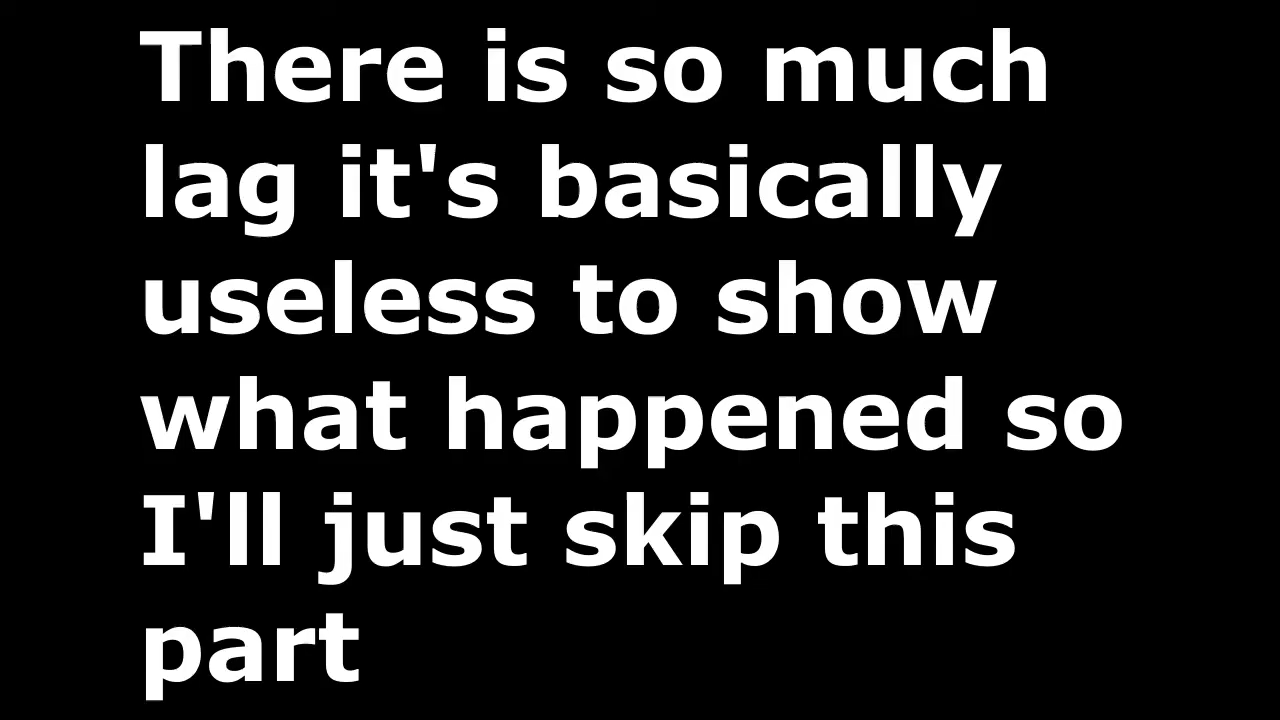 There is so much
lag it's basically
useless to show
what happened so
I'll just skip this
part